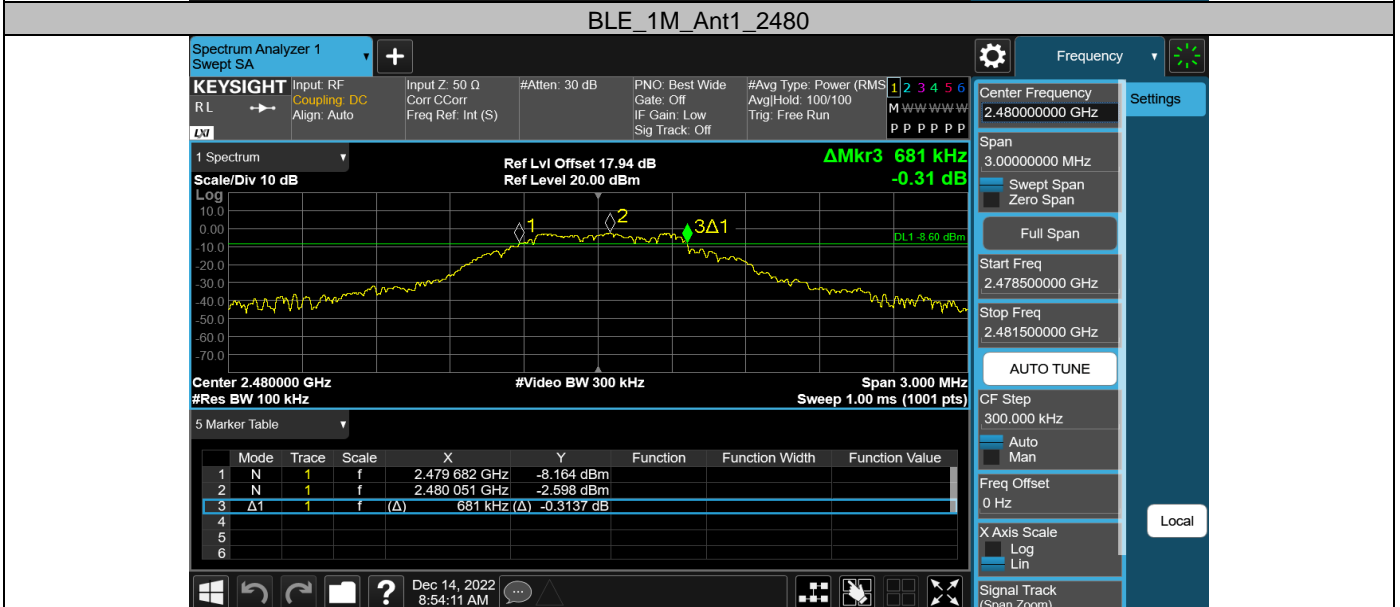 BLE_1M_Ant1_2480
Spectrum Analyzer 1
Swept SA
+
Frequency
KEYSIGHT
RL
LXI
Input: RF
Coupling: DC
Align: Auto
Input Z: 50 Ω
Corr CCorr
Freq Ref: Int (S)
#Atten: 30 dB
PNO: Best Wide
Gate: Off
IF Gain: Low
Sig Track: Off
#Avg Type: Power (RMS
Avg|Hold: 100/100
Trig: Free Run
1 2 3 4 5 6
M W W W W W
P P P P P P
1 Spectrum
Scale/Div 10 dB
Ref Lvl Offset 17.94 dB
Ref Level 20.00 dBm
ΔMkr3 681 kHz
-0.31 dB
Log
10.0
0.00
-10.0
-20.0
-30.0
-40.0
-50.0
-60.0
-70.0
1
2
3Δ1
DL1 -8.60 dBm
Center 2.480000 GHz
#Video BW 300 kHz
Span 3.000 MHz
#Res BW 100 kHz
Sweep 1.00 ms (1001 pts)
5 Marker Table
Mode Trace Scale X Y Function Function Width Function Value
1 N 1 f 2.479 682 GHz -8.164 dBm
2 N 1 f 2.480 051 GHz -2.598 dBm
3 Δ1 1 f (Δ) 681 kHz (Δ) -0.3137 dB
4
5
6
Center Frequency
2.480000000 GHz
Span
3.00000000 MHz
Swept Span
Zero Span
Full Span
Start Freq
2.478500000 GHz
Stop Freq
2.481500000 GHz
AUTO TUNE
CF Step
300.000 kHz
Auto
Man
Freq Offset
0 Hz
X Axis Scale
Log
Lin
Signal Track
(Span Zoom)
Settings
Local
?
Dec 14, 2022
8:54:11 AM